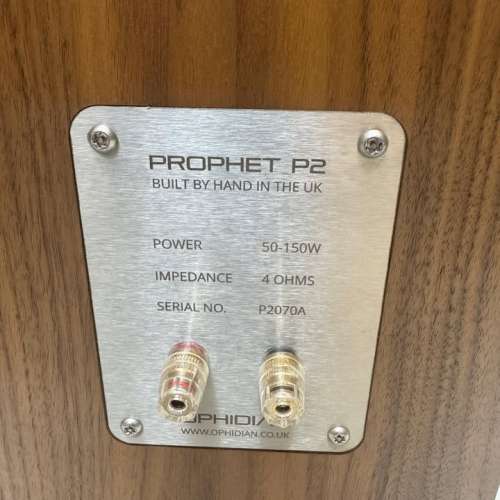 PROPHET P2
BUILT BY HAND IN THE UK
POWER 50-150W
IMPEDANCE 4 OHMS
SERIAL NO. P2070A
OPHIDIAN
WWW.OPHIDIAN.CO.UK